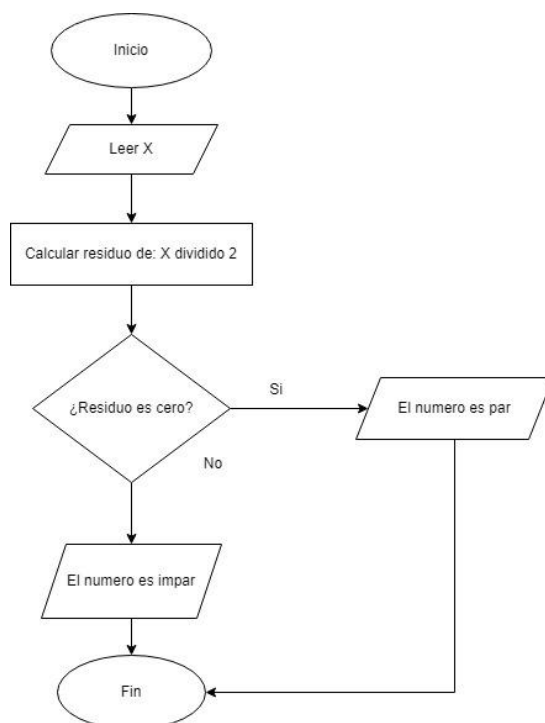 Inicio
Leer X
Calcular residuo de: X dividido 2
¿Residuo es cero?
Si
El numero es par
No
El numero es impar
Fin